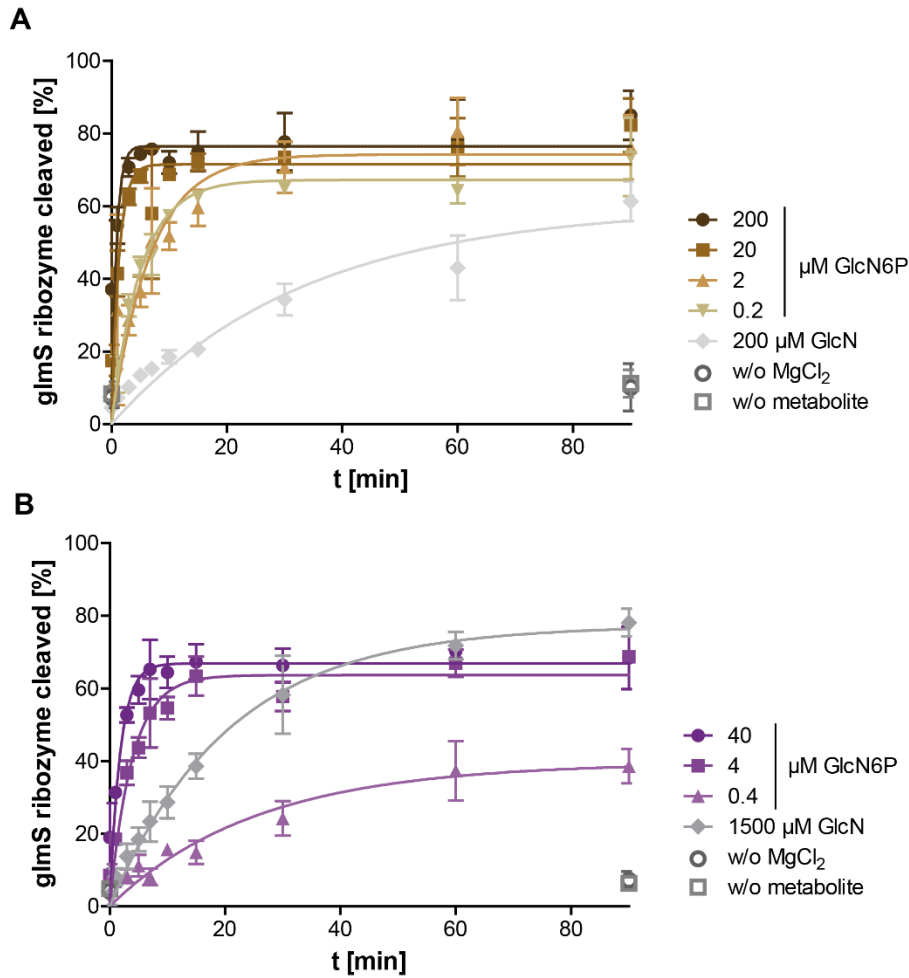 A
glmS ribozyme cleaved [%]
100
80
60
40
20
0
0 20 40 60 80
t [min]
200
20
2
0.2
µM GlcN6P
200 µM GlcN
w/o MgCl₂
w/o metabolite
B
glmS ribozyme cleaved [%]
100
80
60
40
20
0
0 20 40 60 80
t [min]
40
4
0.4
µM GlcN6P
1500 µM GlcN
w/o MgCl₂
w/o metabolite